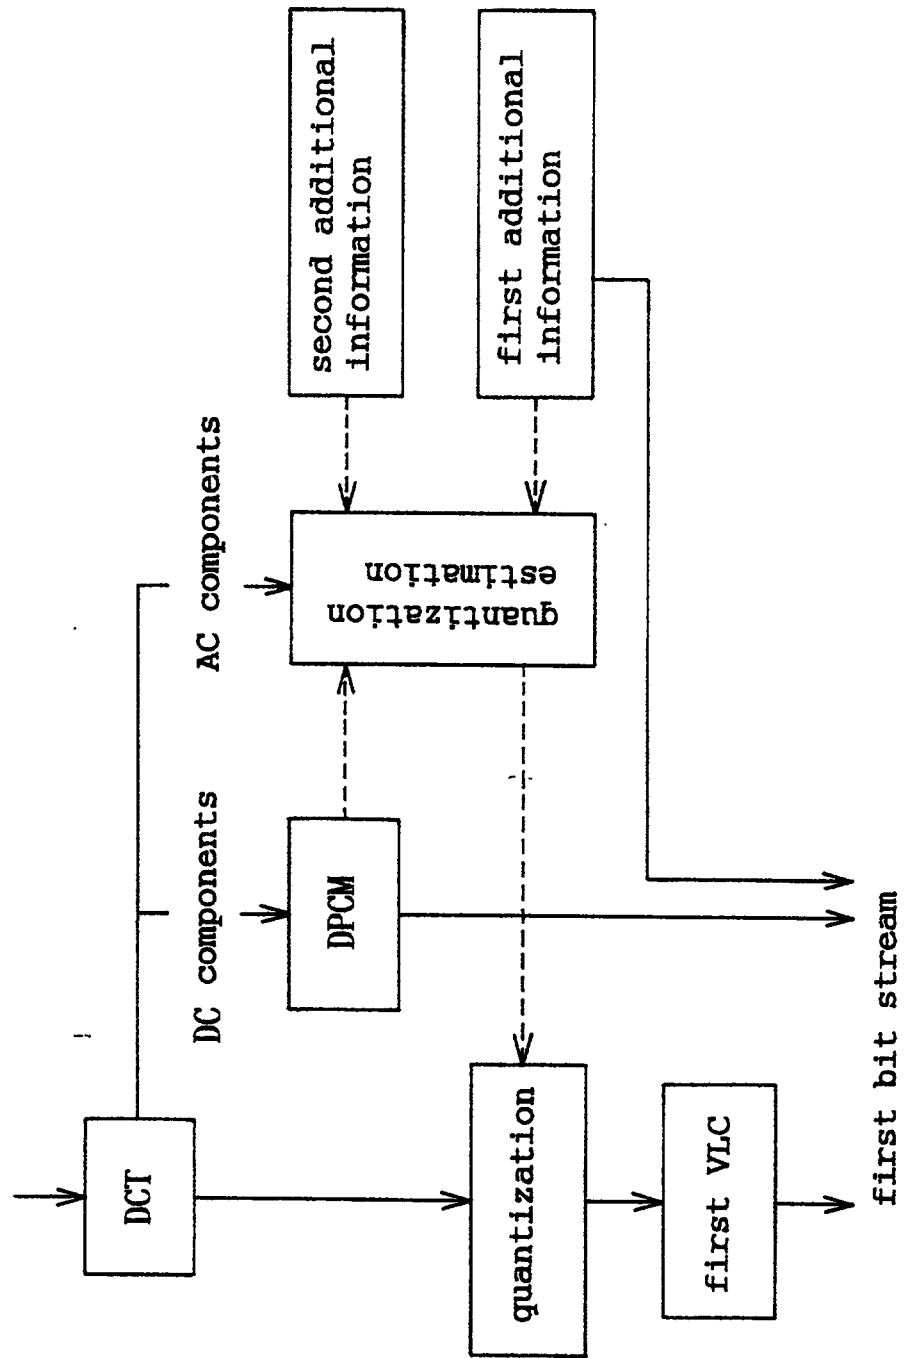 DCT
DC components
AC components
DPCM
quantization
estimation
second additional
information
first additional
information
quantization
first VLC
first bit stream